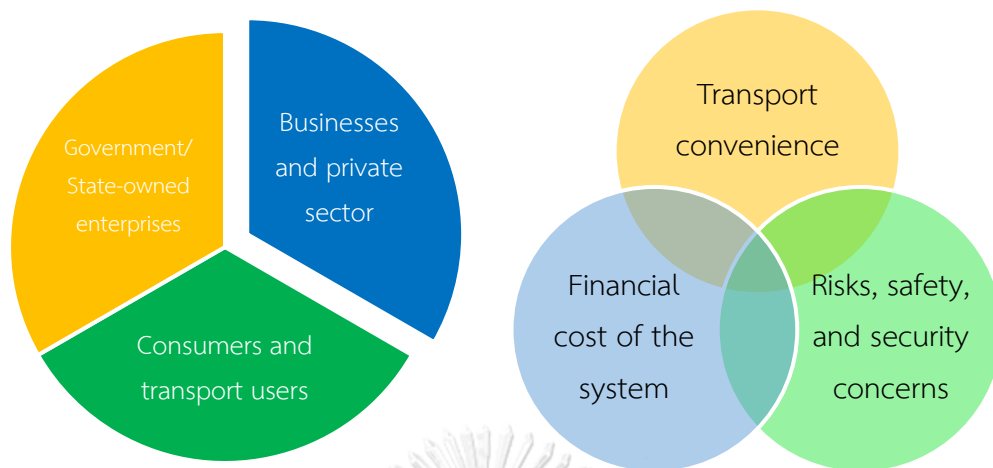 Government/
State-owned
enterprises
Businesses
and private
sector
Consumers and
transport users
Transport
convenience
Financial
cost of the
system
Risks, safety,
and security
concerns